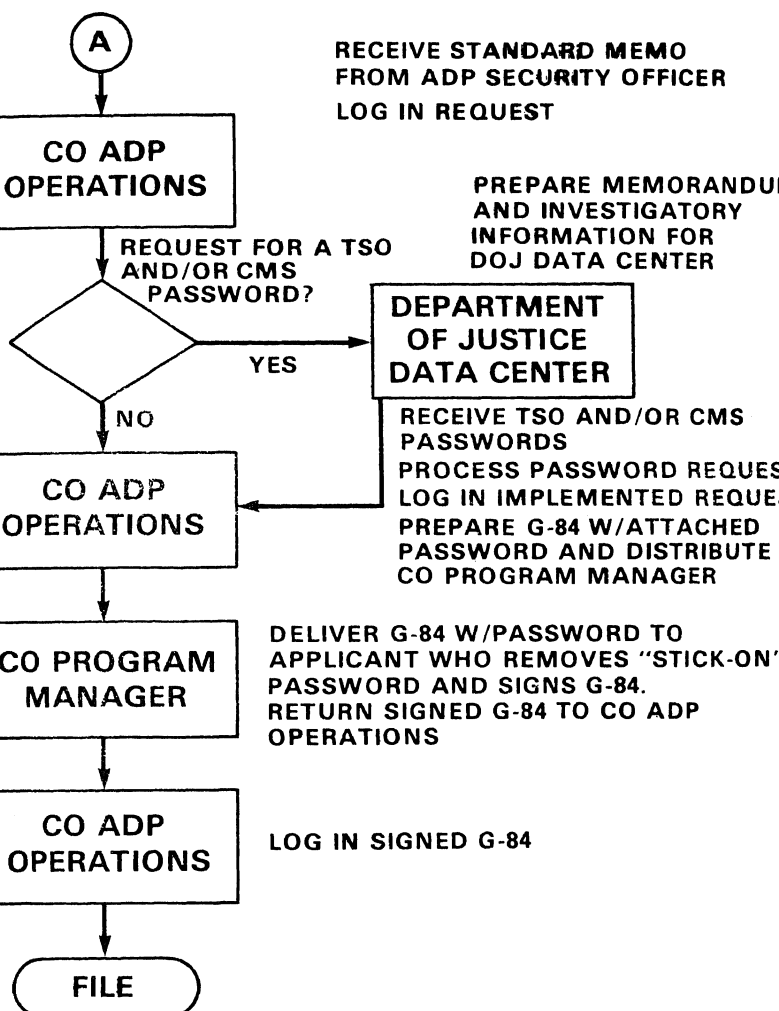 A
RECEIVE STANDARD MEMO
FROM ADP SECURITY OFFICER
LOG IN REQUEST
CO ADP
OPERATIONS
PREPARE MEMORANDU
AND INVESTIGATORY
INFORMATION FOR
DOJ DATA CENTER
REQUEST FOR A TSO
AND/OR CMS
PASSWORD?
DEPARTMENT
OF JUSTICE
DATA CENTER
YES
NO
RECEIVE TSO AND/OR CMS
PASSWORDS
PROCESS PASSWORD REQUES
LOG IN IMPLEMENTED REQUE
PREPARE G-84 W/ATTACHED
PASSWORD AND DISTRIBUTE
CO PROGRAM MANAGER
CO ADP
OPERATIONS
CO PROGRAM
MANAGER
DELIVER G-84 W/PASSWORD TO
APPLICANT WHO REMOVES "STICK-ON"
PASSWORD AND SIGNS G-84.
RETURN SIGNED G-84 TO CO ADP
OPERATIONS
CO ADP
OPERATIONS
LOG IN SIGNED G-84
FILE